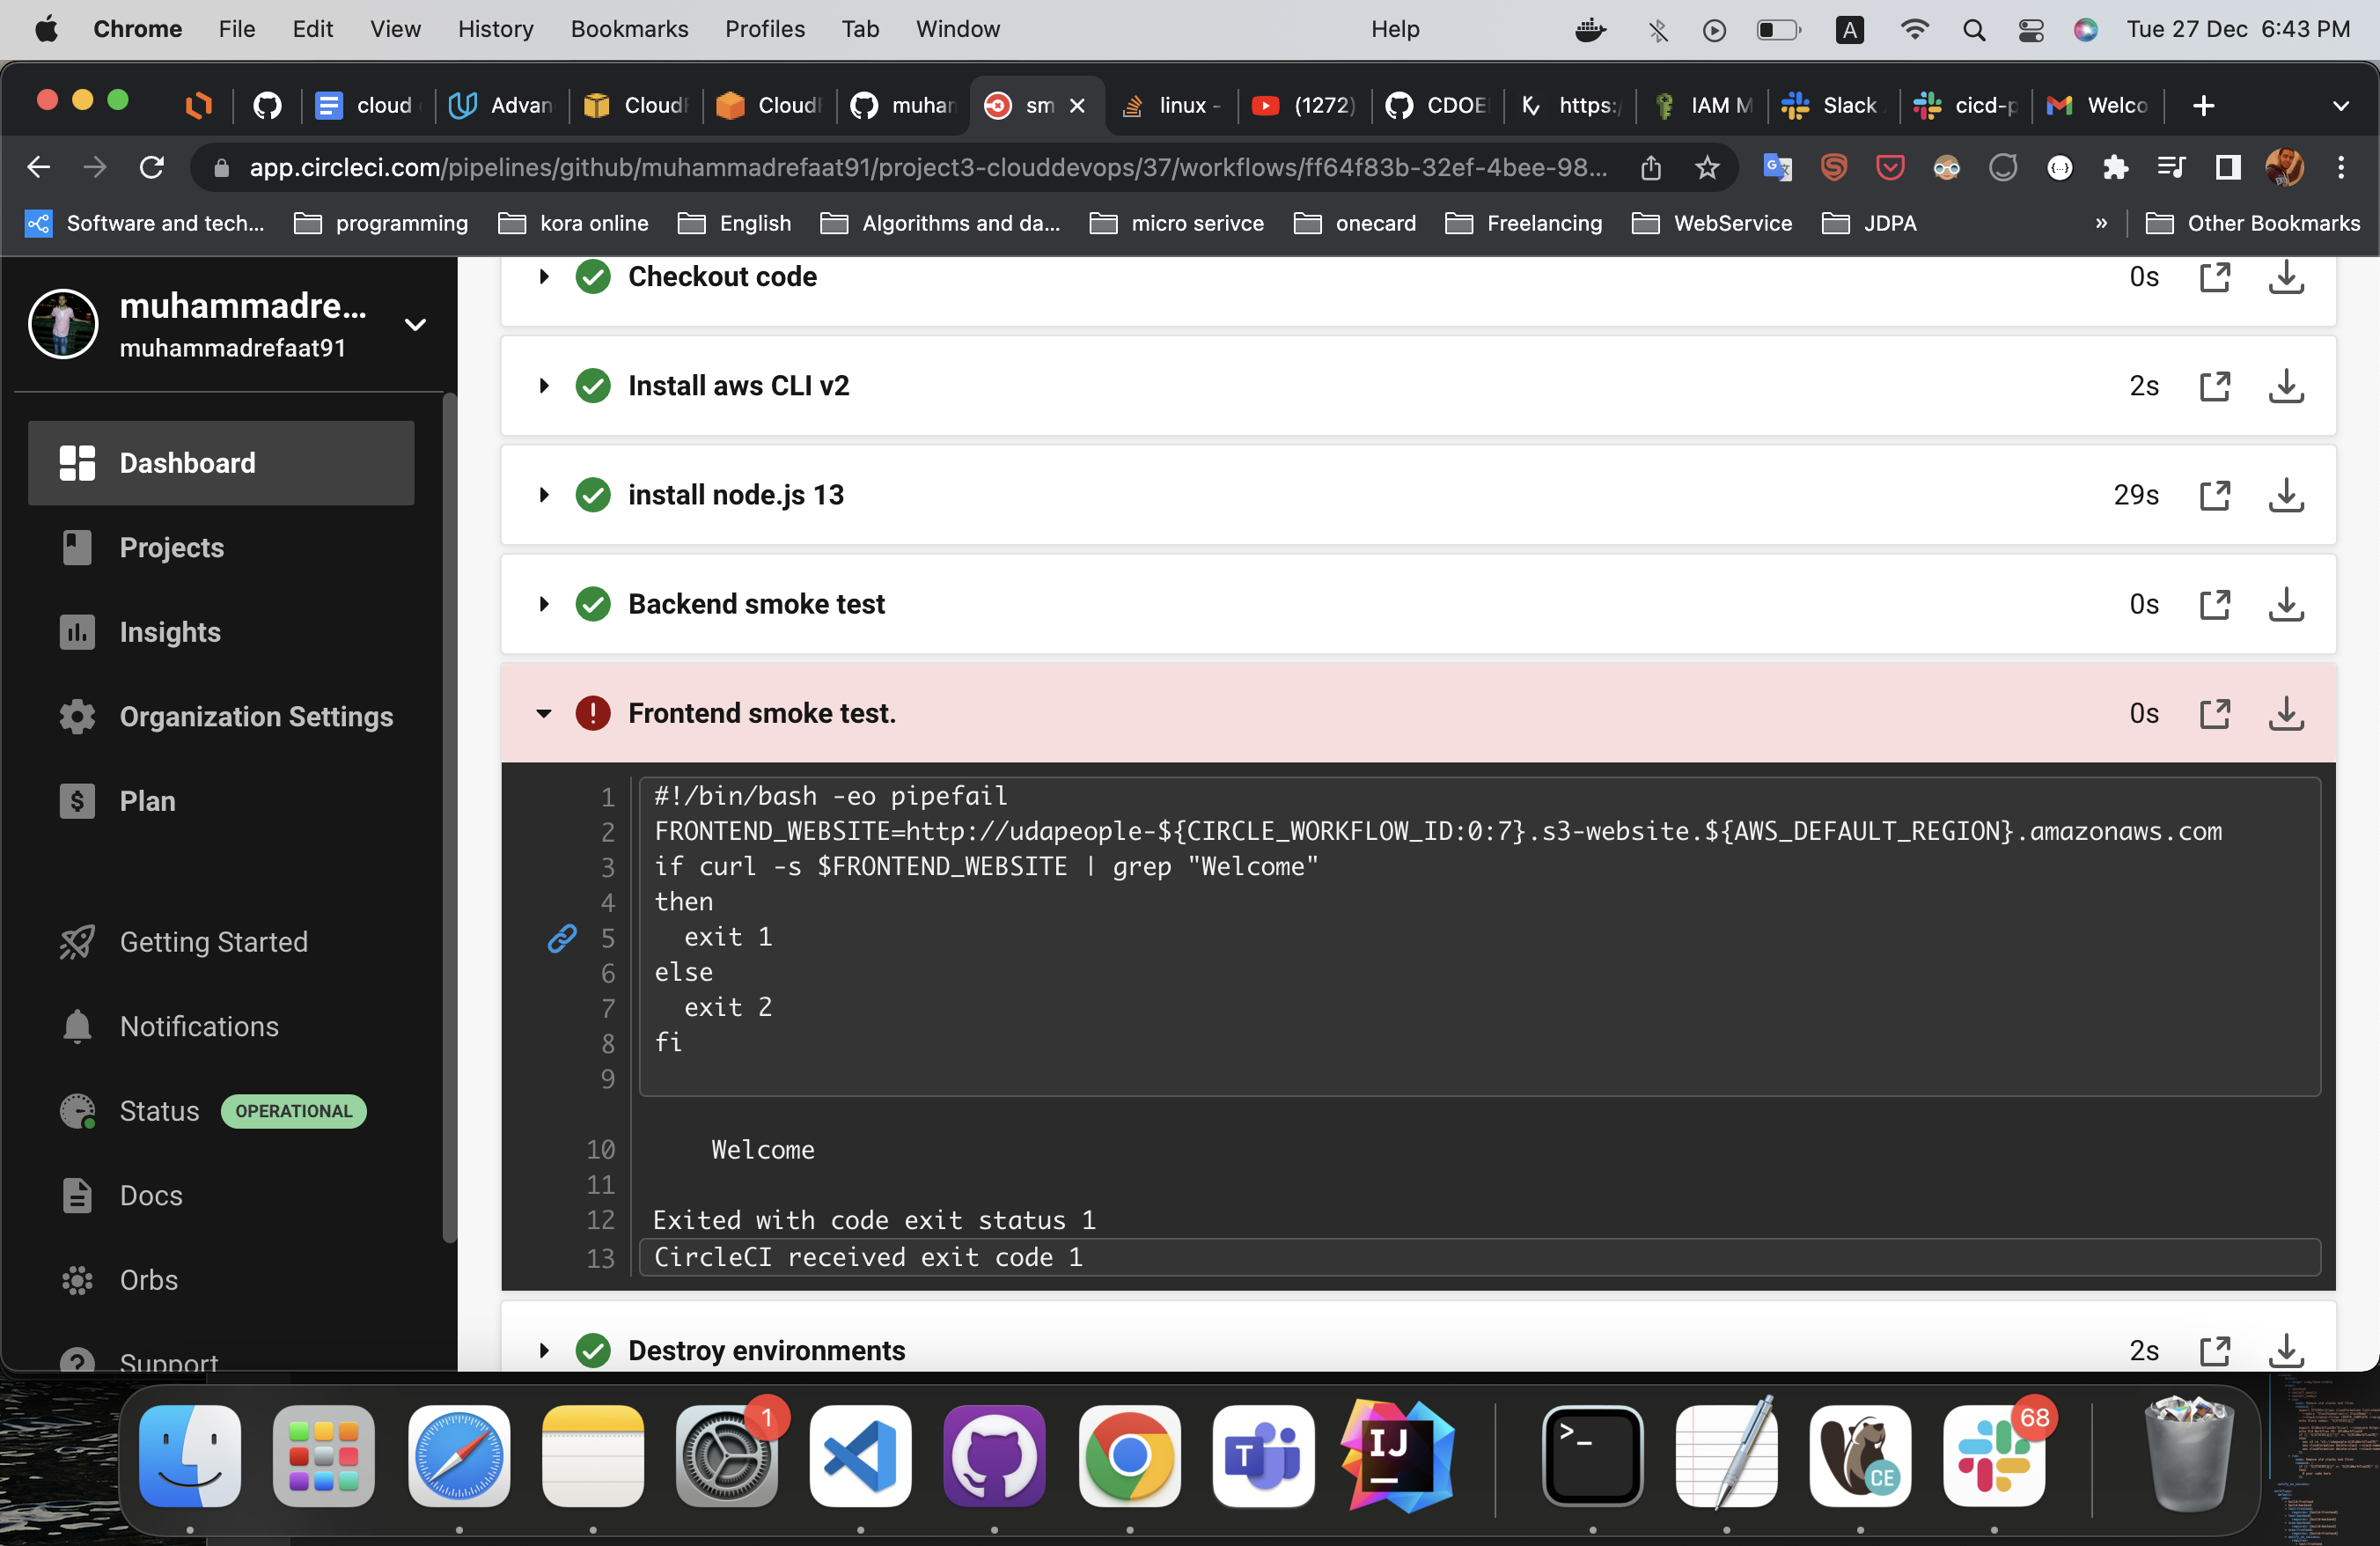 Chrome File Edit View History Bookmarks Profiles Tab Window Help A Tue 27 Dec 6:43 PM
cloud Advan Cloud Cloud muhan sm linux - (1272) CDOE https:/ IAM M Slack cicd-p Welco
app.circleci.com/pipelines/github/muhammadrefaat91/project3-clouddevops/37/workflows/ff64f83b-32ef-4bee-98...
Software and tech... programming kora online English Algorithms and da... micro serivce onecard Freelancing WebService JDPA » Other Bookmarks
muhammadre...
muhammadrefaat91
Dashboard
Projects
Insights
Organization Settings
Plan
Getting Started
Notifications
Status OPERATIONAL
Docs
Orbs
Support
Checkout code 0s
Install aws CLI v2 2s
install node.js 13 29s
Backend smoke test 0s
Frontend smoke test. 0s
1 #!/bin/bash -eo pipefail
2 FRONTEND_WEBSITE=http://udapeople-${CIRCLE_WORKFLOW_ID:0:7}.s3-website.${AWS_DEFAULT_REGION}.amazonaws.com
3 if curl -s $FRONTEND_WEBSITE | grep "Welcome"
4 then
5 exit 1
6 else
7 exit 2
8 fi
9
10 Welcome
11
12 Exited with code exit status 1
13 CircleCI received exit code 1
Destroy environments 2s
1
T
IJ
>_
CE
68